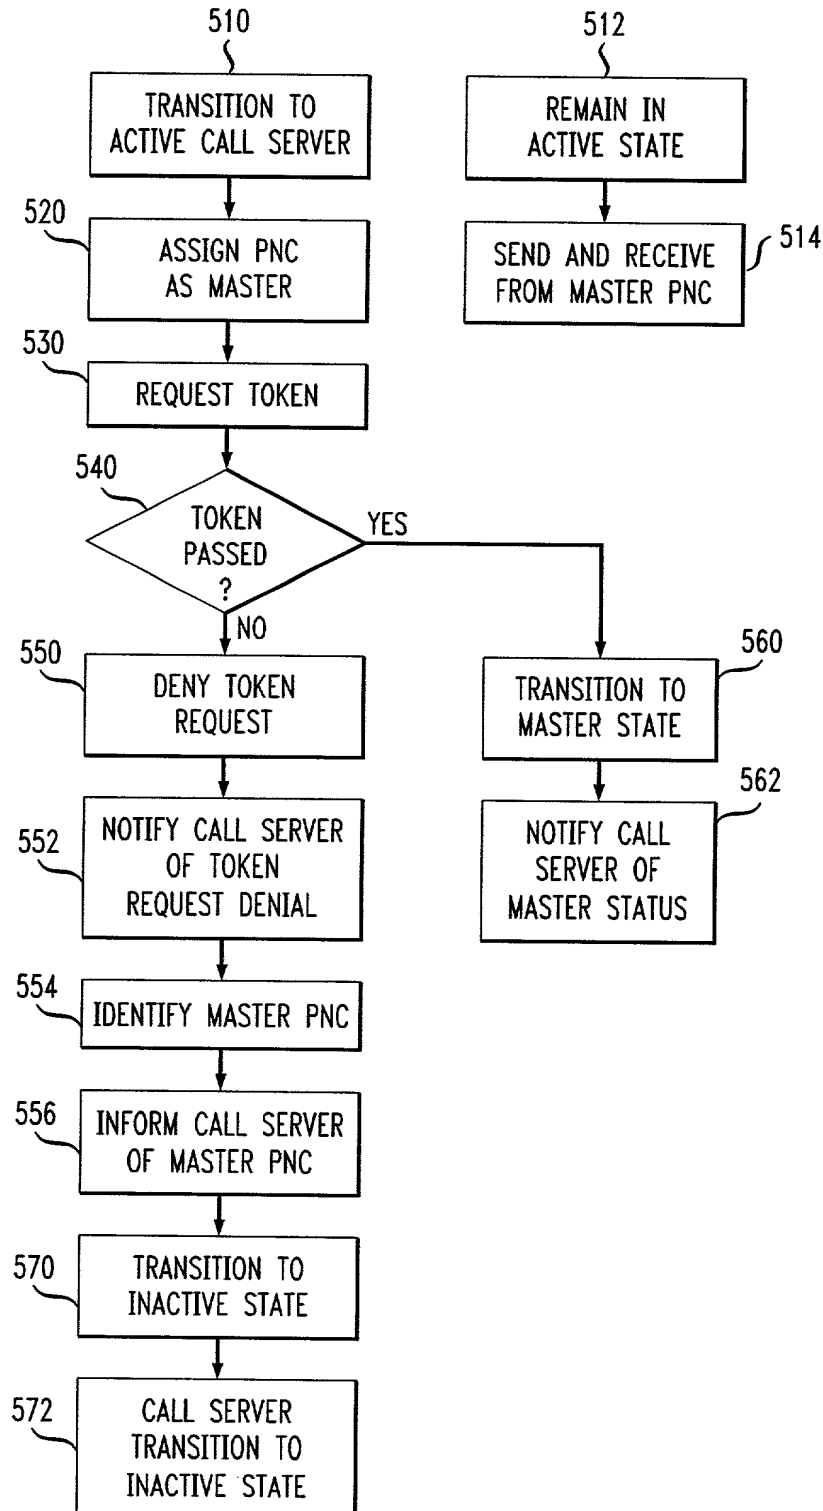 510
TRANSITION TO
ACTIVE CALL SERVER
512
REMAIN IN
ACTIVE STATE
520
ASSIGN PNC
AS MASTER
514
SEND AND RECEIVE
FROM MASTER PNC
530
REQUEST TOKEN
540
TOKEN
PASSED
?
YES
NO
550
DENY TOKEN
REQUEST
560
TRANSITION TO
MASTER STATE
552
NOTIFY CALL SERVER
OF TOKEN
REQUEST DENIAL
562
NOTIFY CALL
SERVER OF
MASTER STATUS
554
IDENTIFY MASTER PNC
556
INFORM CALL SERVER
OF MASTER PNC
570
TRANSITION TO
INACTIVE STATE
572
CALL SERVER
TRANSITION TO
INACTIVE STATE